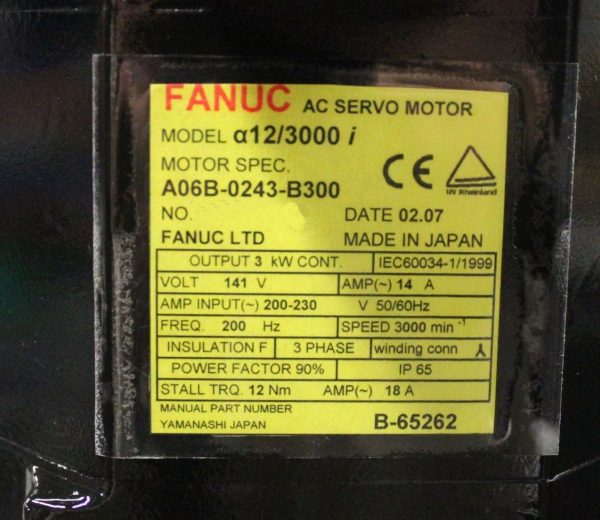 FANUC AC SERVO MOTOR
MODEL α12/3000 i
MOTOR SPEC.
A06B-0243-B300
CE
TÜV Rheinland
NO. DATE 02.07
FANUC LTD MADE IN JAPAN
OUTPUT 3 kW CONT. IEC60034-1/1999
VOLT 141 V AMP(~) 14 A
AMP INPUT(~) 200-230 V 50/60Hz
FREQ. 200 Hz SPEED 3000 min⁻¹
INSULATION F 3 PHASE winding conn
POWER FACTOR 90% IP 65
STALL TRQ. 12 Nm AMP(~) 18 A
MANUAL PART NUMBER
YAMANASHI JAPAN B-65262